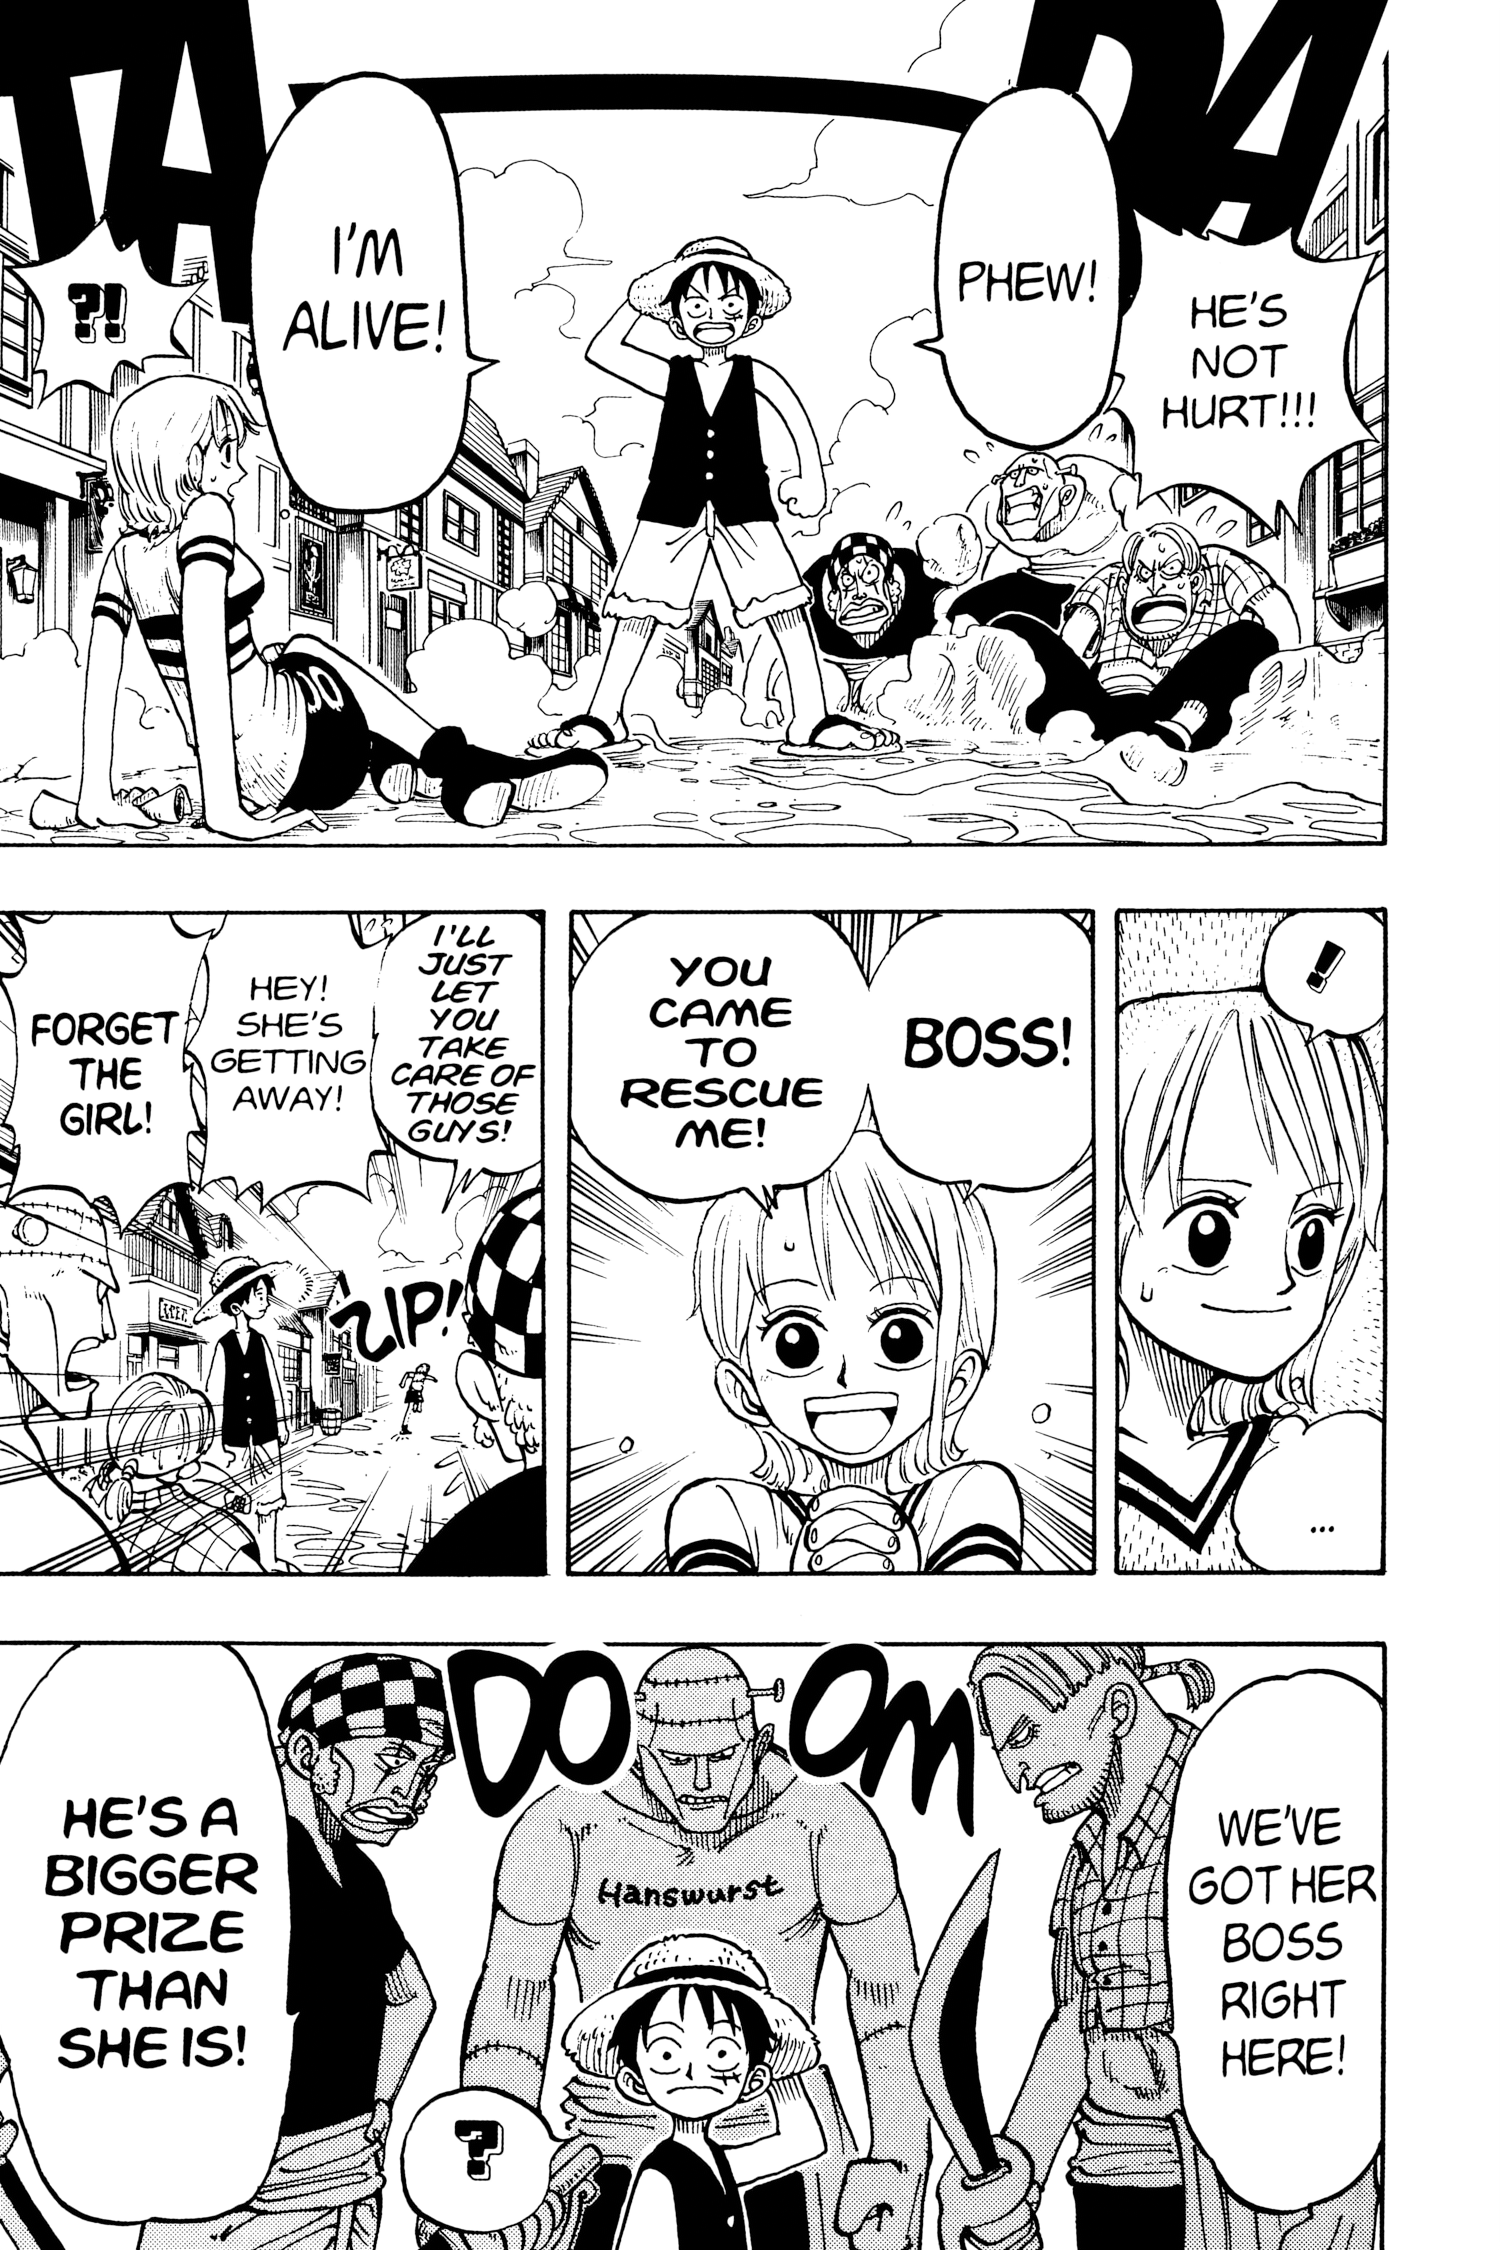 TA
DA
HE'S
NOT
HURT!!!
PHEW!
I'M
ALIVE!
?!
!
...
BOSS!
YOU
CAME
TO
RESCUE
ME!
I'LL
JUST
LET
YOU
TAKE
CARE OF
THOSE
GUYS!
HEY!
SHE'S
GETTING
AWAY!
FORGET
THE
GIRL!
ZIP!
DOOM
WE'VE
GOT HER
BOSS
RIGHT
HERE!
Hanswurst
HE'S A
BIGGER
PRIZE
THAN
SHE IS!
?